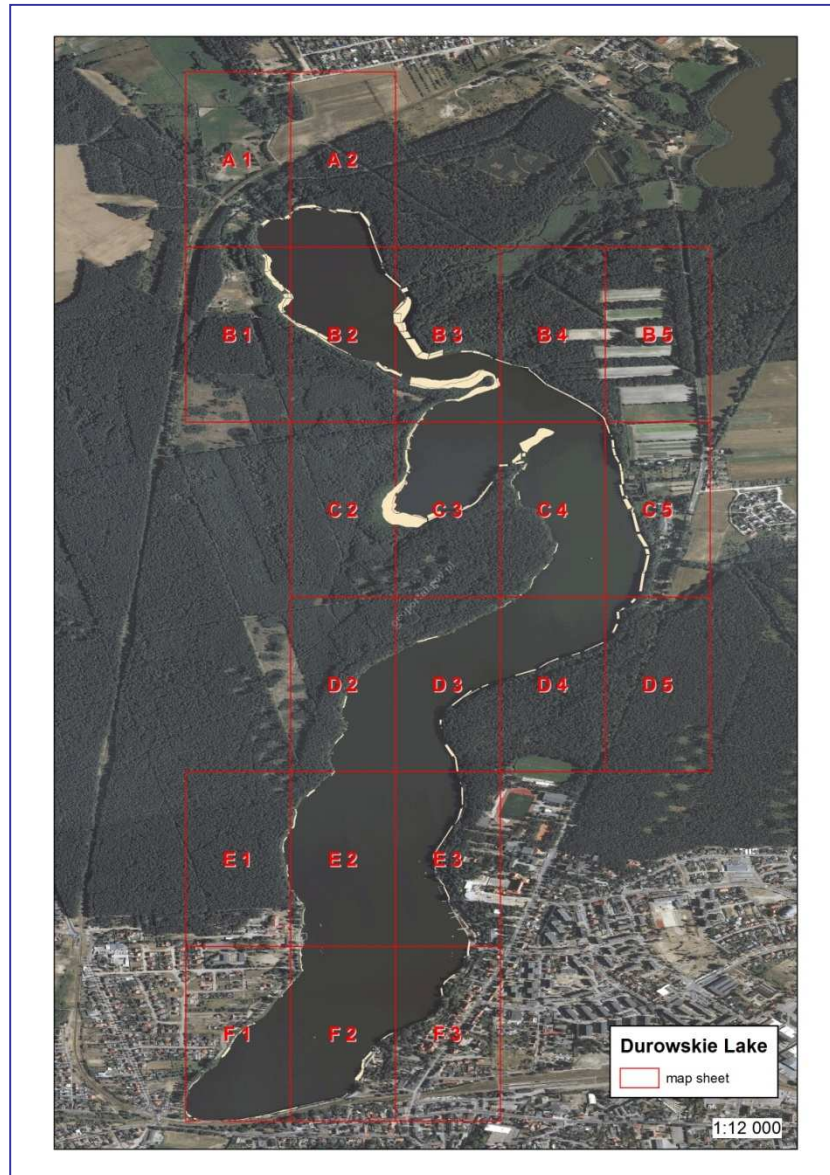 A 1 A 2
B 1 B 2 B 3 B 4 B 5
C 2 C 3 C 4 C 5
D 2 D 3 D 4 D 5
E 1 E 2 E 3
F 1 F 2 F 3
Durowskie Lake
map sheet
1:12 000